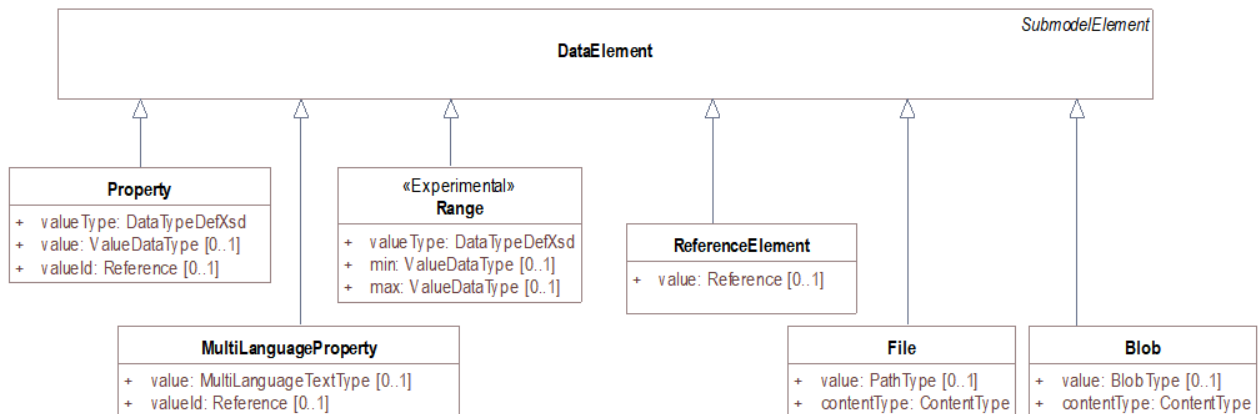 SubmodelElement
DataElement
Property
+ valueType: DataTypeDefXsd
+ value: ValueDataType [0..1]
+ valueId: Reference [0..1]
«Experimental»
Range
+ valueType: DataTypeDefXsd
+ min: ValueDataType [0..1]
+ max: ValueDataType [0..1]
ReferenceElement
+ value: Reference [0..1]
MultiLanguageProperty
+ value: MultiLanguageTextType [0..1]
+ valueId: Reference [0..1]
File
+ value: PathType [0..1]
+ contentType: ContentType
Blob
+ value: BlobType [0..1]
+ contentType: ContentType